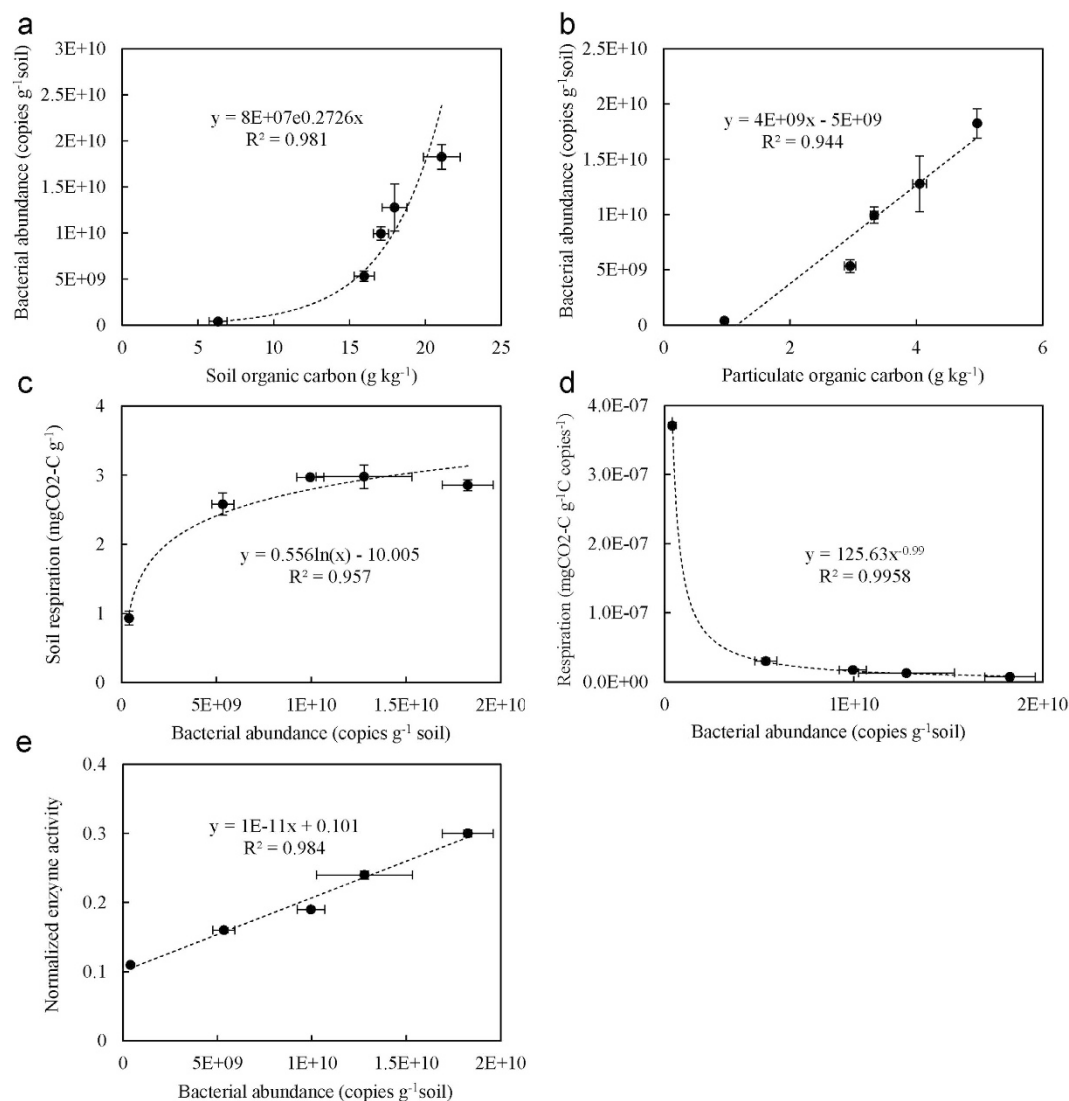 a
3E+10
2.5E+10
2E+10
1.5E+10
1E+10
5E+09
0
Bacterial abundance (copies g⁻¹soil)
y = 8E+07e0.2726x
R² = 0.981
0 5 10 15 20 25
Soil organic carbon (g kg⁻¹)
b
2.5E+10
2E+10
1.5E+10
1E+10
5E+09
0
Bacterial abundance (copies g⁻¹soil)
y = 4E+09x - 5E+09
R² = 0.944
0 2 4 6
Particulate organic carbon (g kg⁻¹)
c
4
3
2
1
0
Soil respiration (mgCO2-C g⁻¹)
y = 0.556ln(x) - 10.005
R² = 0.957
0 5E+09 1E+10 1.5E+10 2E+10
Bacterial abundance (copies g⁻¹ soil)
d
4.0E-07
3.0E-07
2.0E-07
1.0E-07
0.0E+00
Respiration (mgCO2-C g⁻¹C copies⁻¹)
y = 125.63x⁻⁰·⁹⁹
R² = 0.9958
0 1E+10 2E+10
Bacterial abundance (copies g⁻¹soil)
e
0.4
0.3
0.2
0.1
0
Normalized enzyme activity
y = 1E-11x + 0.101
R² = 0.984
0 5E+09 1E+10 1.5E+10 2E+10
Bacterial abundance (copies g⁻¹soil)